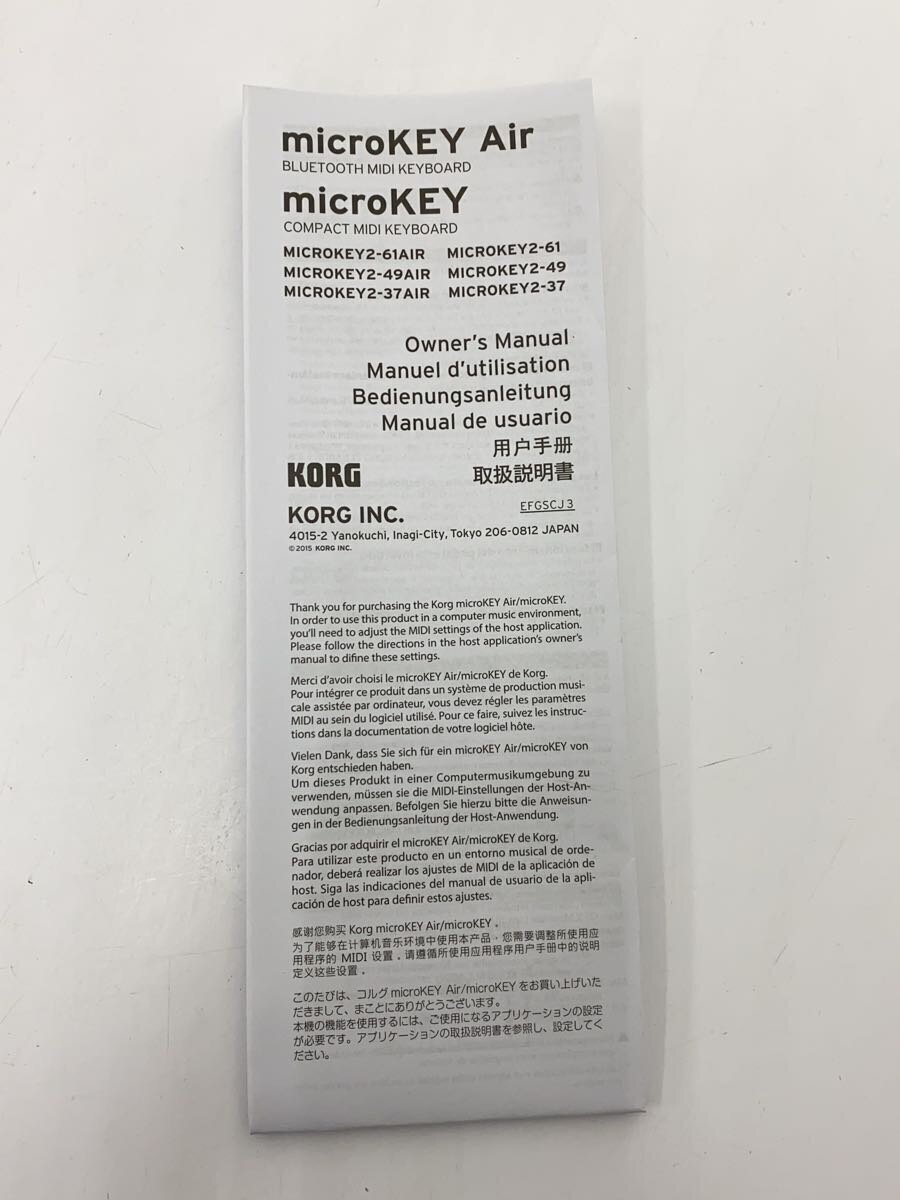 microKEY Air
BLUETOOTH MIDI KEYBOARD
microKEY
COMPACT MIDI KEYBOARD
MICROKEY2-61AIR MICROKEY2-61
MICROKEY2-49AIR MICROKEY2-49
MICROKEY2-37AIR MICROKEY2-37
Owner's Manual
Manuel d'utilisation
Bedienungsanleitung
Manual de usuario
用户手册
取扱説明書
KORG
EFGSCJ 3
KORG INC.
4015-2 Yanokuchi, Inagi-City, Tokyo 206-0812 JAPAN
©2015 KORG INC.
Thank you for purchasing the Korg microKEY Air/microKEY.
In order to use this product in a computer music environment,
you'll need to adjust the MIDI settings of the host application.
Please follow the directions in the host application's owner's
manual to difine these settings.
Merci d'avoir choisi le microKEY Air/microKEY de Korg.
Pour intégrer ce produit dans un système de production musi-
cale assistée par ordinateur, vous devez régler les paramètres
MIDI au sein du logiciel utilisé. Pour ce faire, suivez les instruc-
tions dans la documentation de votre logiciel hôte.
Vielen Dank, dass Sie sich für ein microKEY Air/microKEY von
Korg entschieden haben.
Um dieses Produkt in einer Computermusikumgebung zu
verwenden, müssen sie die MIDI-Einstellungen der Host-An-
wendung anpassen. Befolgen Sie hierzu bitte die Anweisun-
gen in der Bedienungsanleitung der Host-Anwendung.
Gracias por adquirir el microKEY Air/microKEY de Korg.
Para utilizar este producto en un entorno musical de orde-
nador, deberá realizar los ajustes de MIDI de la aplicación de
host. Siga las indicaciones del manual de usuario de la apli-
cación de host para definir estos ajustes.
感谢您购买 Korg microKEY Air/microKEY。
为了能够在计算机音乐环境中使用本产品，您需要调整所使用应
用程序的 MIDI 设置。请遵循所使用应用程序用户手册中的说明
定义这些设置。
このたびは、コルグ microKEY Air/microKEY をお買い上げいた
だきまして、まことにありがとうございます。
本機の機能を使用するには、ご使用になるアプリケーションの設定
が必要です。アプリケーションの取扱説明書を参照し、設定してく
ださい。